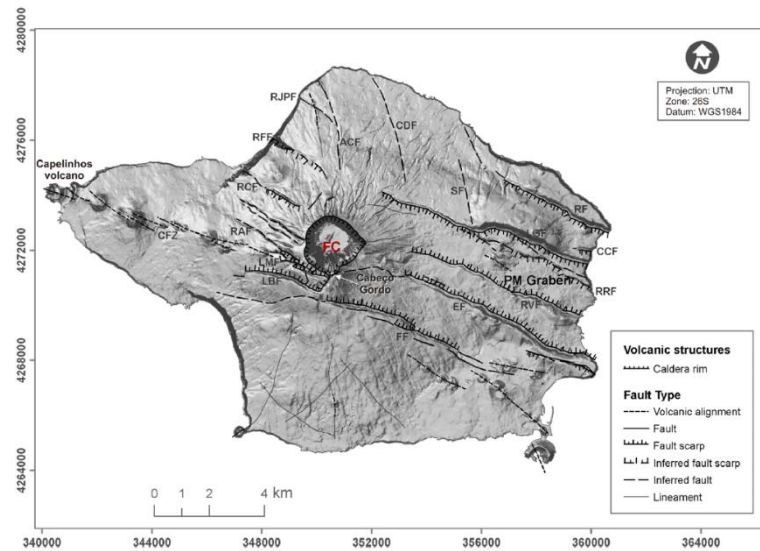 4280000
4276000
4272000
4268000
4264000
340000
344000
348000
352000
356000
360000
364000
N
Projection: UTM
Zone: 26S
Datum: WGS1984
RJPF
ACF
CDF
RFF
Capelinhos
volcano
RCF
SF
RF
CFZ
RAF
FC
CCF
LMF
LBF
Cabeço
Gordo
PM Graben
RRF
RVF
EF
FF
0 1 2 4 km
Volcanic structures
Caldera rim
Fault Type
Volcanic alignment
Fault
Fault scarp
Inferred fault scarp
Inferred fault
Lineament